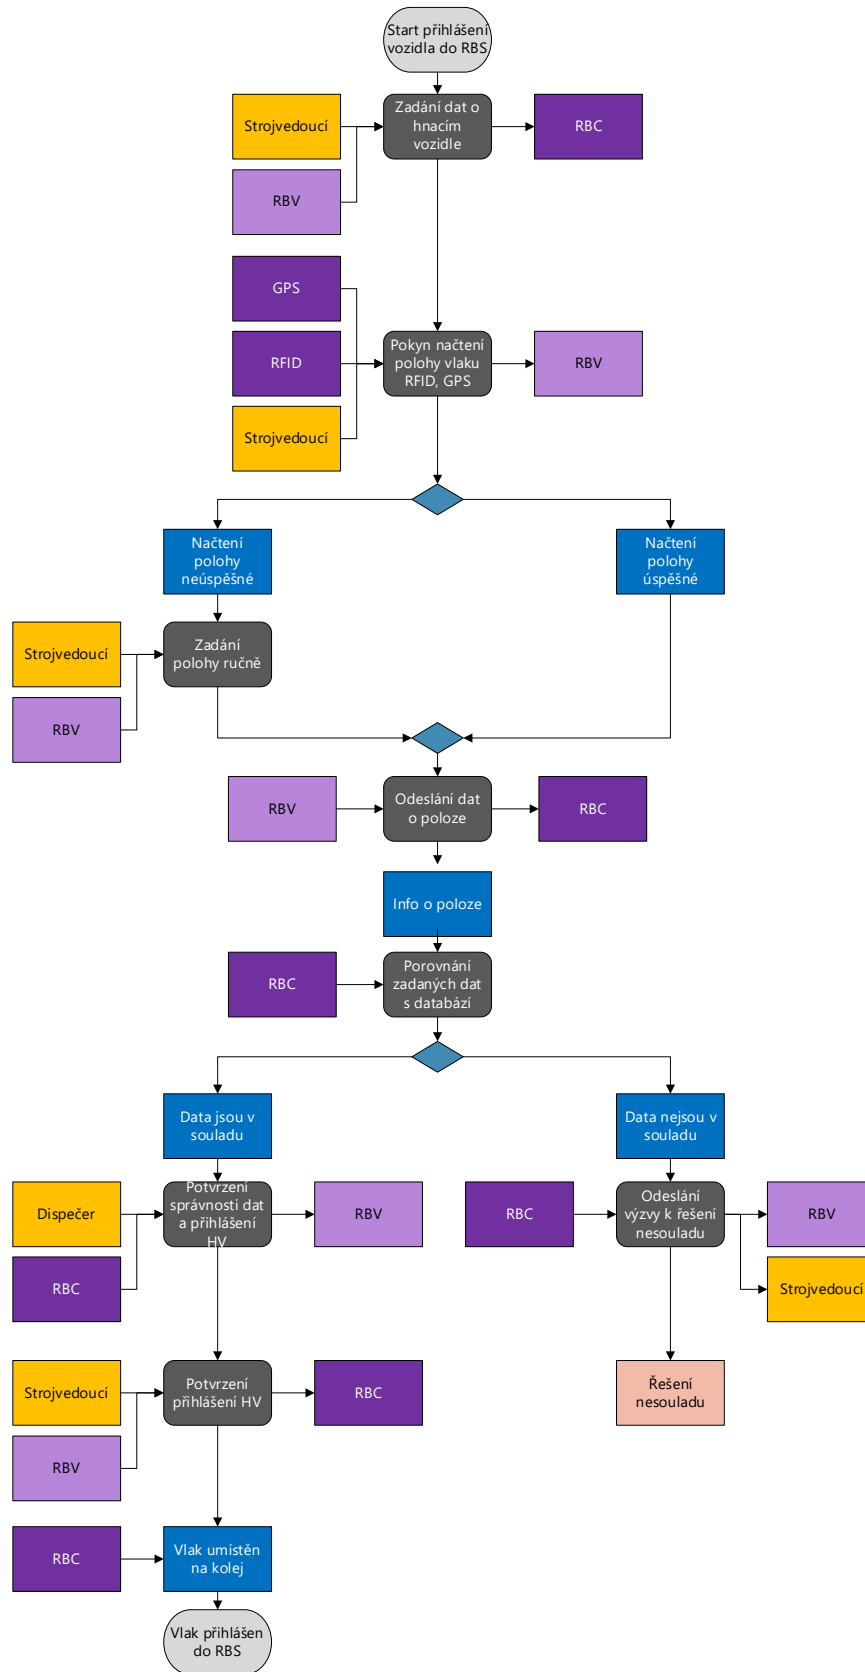 Start přihlášení
vozidla do RBS
Strojvedoucí
Zadání dat o
hnacím
vozidle
RBC
RBV
GPS
RFID
Pokyn načtení
polohy vlaku
RFID, GPS
RBV
Strojvedoucí
Načtení
polohy
neúspěšné
Načtení
polohy
úspěšné
Strojvedoucí
Zadání
polohy ručně
RBV
RBV
Odeslání dat
o poloze
RBC
Info o poloze
RBC
Porovnání
zadaných dat
s databází
Data jsou v
souladu
Data nejsou v
souladu
Dispečer
Potvrzení
správnosti dat
a přihlášení
HV
RBV
RBC
Odeslání
výzvy k řešení
nesouladu
RBV
RBC
Strojvedoucí
Strojvedoucí
Potvrzení
přihlášení HV
RBC
Řešení
nesouladu
RBV
RBC
Vlak umístěn
na kolej
Vlak přihlášen
do RBS